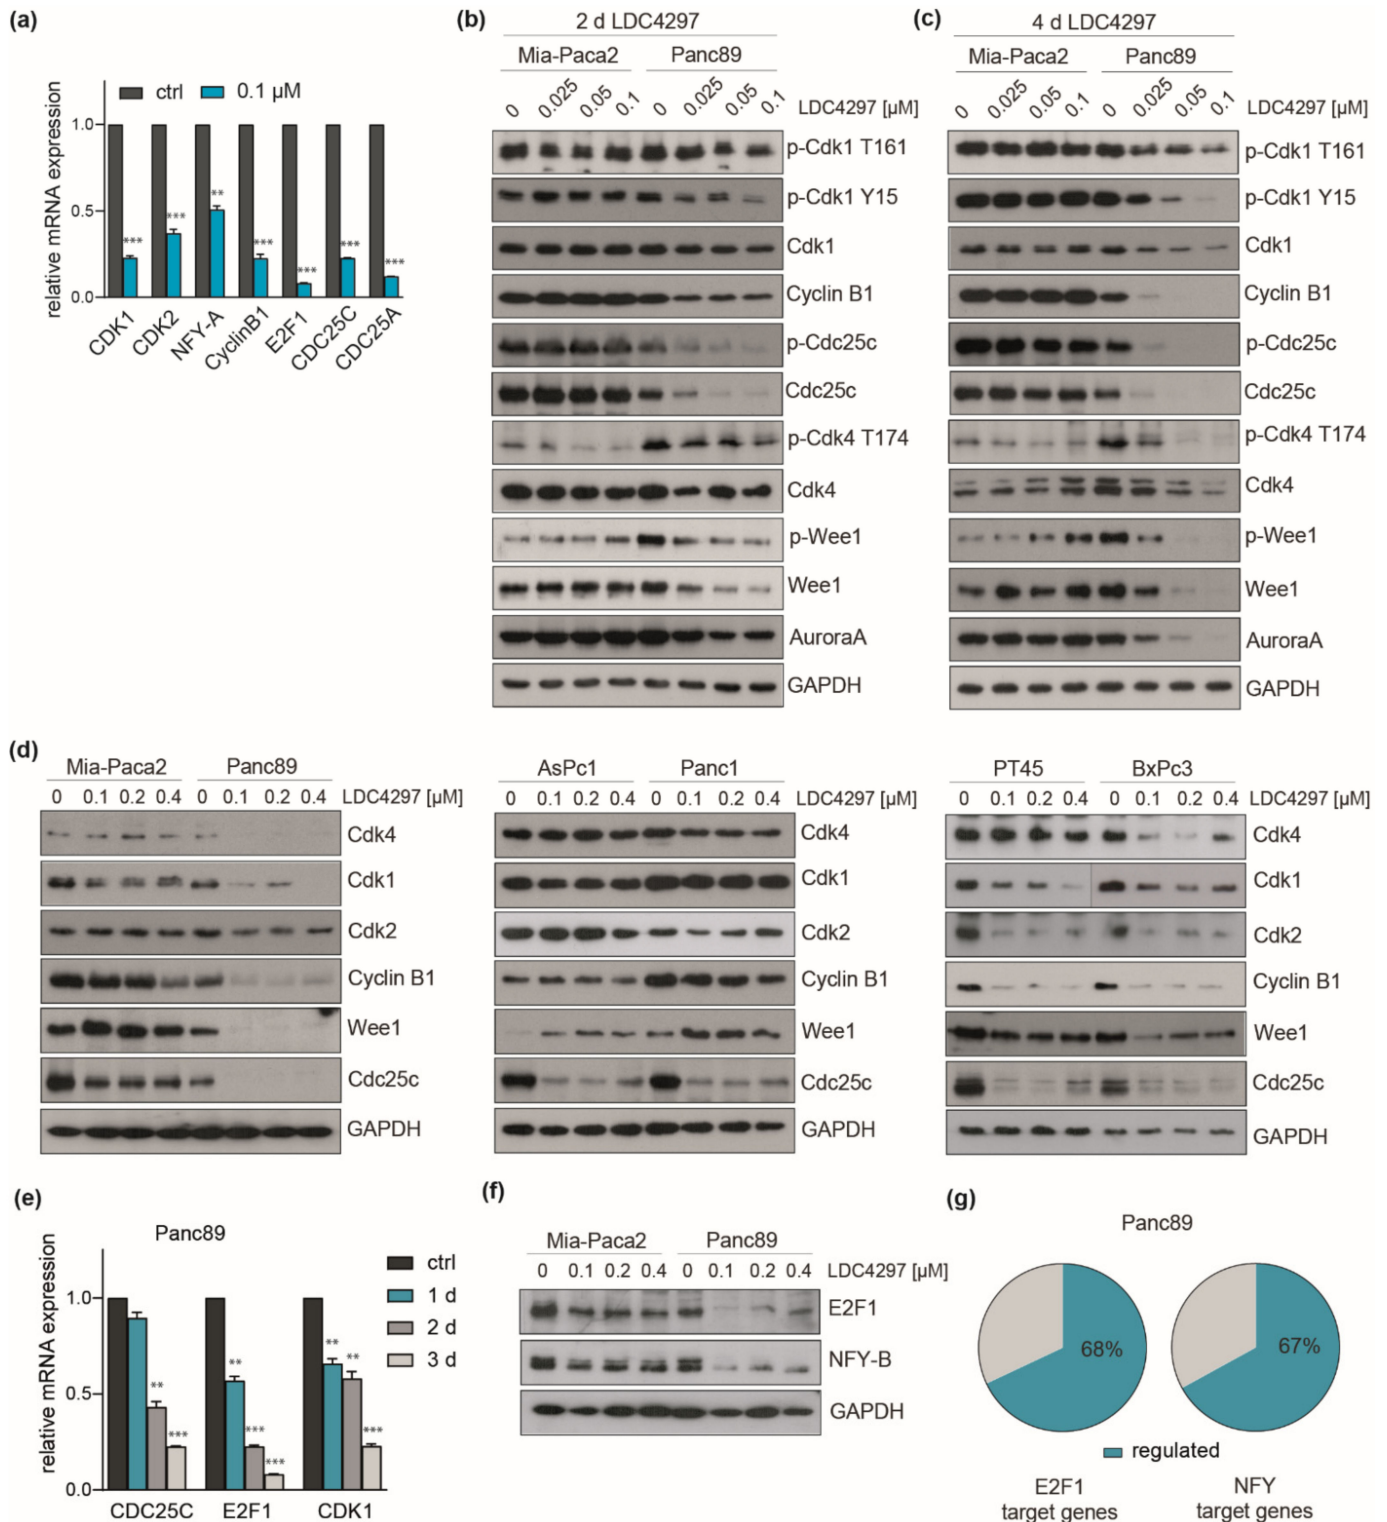 (a)
ctrl 0.1 µM
relative mRNA expression
1.0
0.5
0.0
*** *** ** *** *** *** ***
CDK1 CDK2 NFY-A CyclinB1 E2F1 CDC25C CDC25A
(b)
2 d LDC4297
Mia-Paca2 Panc89
0 0.025 0.05 0.1 0 0.025 0.05 0.1 LDC4297 [µM]
p-Cdk1 T161
p-Cdk1 Y15
Cdk1
Cyclin B1
p-Cdc25c
Cdc25c
p-Cdk4 T174
Cdk4
p-Wee1
Wee1
AuroraA
GAPDH
(c)
4 d LDC4297
Mia-Paca2 Panc89
0 0.025 0.05 0.1 0 0.025 0.05 0.1 LDC4297 [µM]
p-Cdk1 T161
p-Cdk1 Y15
Cdk1
Cyclin B1
p-Cdc25c
Cdc25c
p-Cdk4 T174
Cdk4
p-Wee1
Wee1
AuroraA
GAPDH
(d)
Mia-Paca2 Panc89
0 0.1 0.2 0.4 0 0.1 0.2 0.4 LDC4297 [µM]
Cdk4
Cdk1
Cdk2
Cyclin B1
Wee1
Cdc25c
GAPDH
AsPc1 Panc1
0 0.1 0.2 0.4 0 0.1 0.2 0.4 LDC4297 [µM]
Cdk4
Cdk1
Cdk2
Cyclin B1
Wee1
Cdc25c
GAPDH
PT45 BxPc3
0 0.1 0.2 0.4 0 0.1 0.2 0.4 LDC4297 [µM]
Cdk4
Cdk1
Cdk2
Cyclin B1
Wee1
Cdc25c
GAPDH
(e)
Panc89
relative mRNA expression
1.0
0.5
0.0
ctrl
1 d
2 d
3 d
** *** ** *** *** ** ** ***
CDC25C E2F1 CDK1
(f)
Mia-Paca2 Panc89
0 0.1 0.2 0.4 0 0.1 0.2 0.4 LDC4297 [µM]
E2F1
NFY-B
GAPDH
(g)
Panc89
68% 67%
regulated
E2F1 NFY
target genes target genes